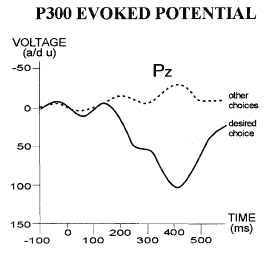 P300 EVOKED POTENTIAL
VOLTAGE
(a/d u)
-50
Pz
other
choices
0
desired
choice
50
100
150
TIME
-100 0 100 200 300 400 500
(ms)